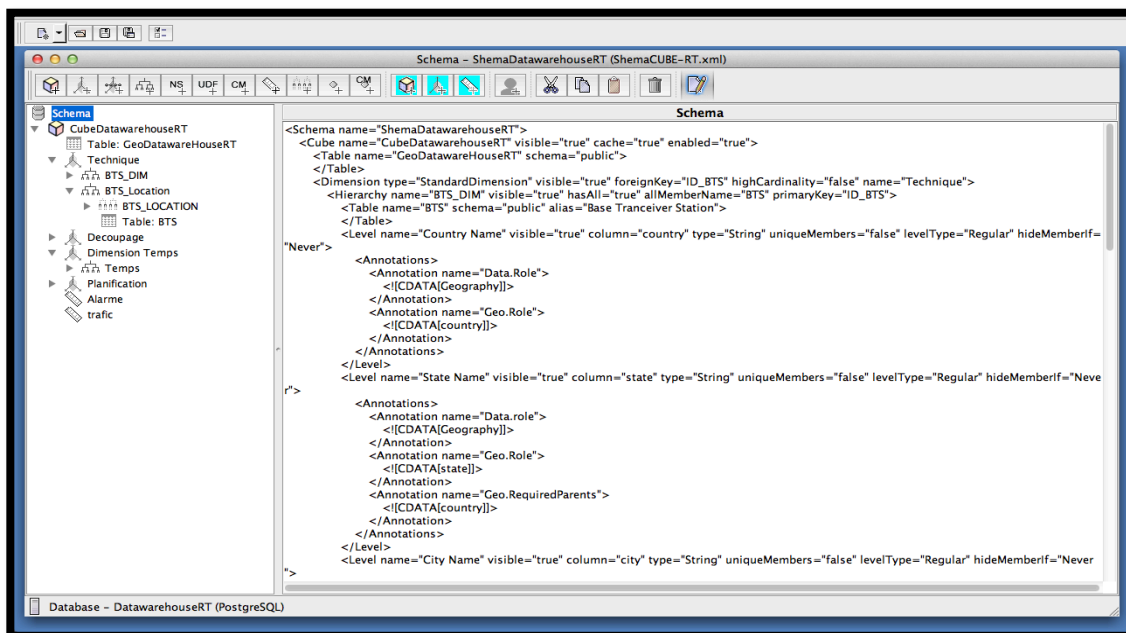 Schema - ShemaDatawarehouseRT (ShemaCUBE-RT.xml)
NS UDF CM CM
Schema
CubeDatawarehouseRT
Table: GeoDatawareHouseRT
Technique
BTS_DIM
BTS_Location
BTS_LOCATION
Table: BTS
Decoupage
Dimension Temps
Temps
Planification
Alarme
trafic
Schema
<Schema name="ShemaDatawarehouseRT">
<Cube name="CubeDatawarehouseRT" visible="true" cache="true" enabled="true">
<Table name="GeoDatawareHouseRT" schema="public">
</Table>
<Dimension type="StandardDimension" visible="true" foreignKey="ID_BTS" highCardinality="false" name="Technique">
<Hierarchy name="BTS_DIM" visible="true" hasAll="true" allMemberName="BTS" primaryKey="ID_BTS">
<Table name="BTS" schema="public" alias="Base Tranceiver Station">
</Table>
<Level name="Country Name" visible="true" column="country" type="String" uniqueMembers="false" levelType="Regular" hideMemberIf=
"Never">
<Annotations>
<Annotation name="Data.Role">
<![CDATA[Geography]]>
</Annotation>
<Annotation name="Geo.Role">
<![CDATA[country]]>
</Annotation>
</Annotations>
</Level>
<Level name="State Name" visible="true" column="state" type="String" uniqueMembers="false" levelType="Regular" hideMemberIf="Neve
r">
<Annotations>
<Annotation name="Data.role">
<![CDATA[Geography]]>
</Annotation>
<Annotation name="Geo.Role">
<![CDATA[state]]>
</Annotation>
<Annotation name="Geo.RequiredParents">
<![CDATA[country]]>
</Annotation>
</Annotations>
</Level>
<Level name="City Name" visible="true" column="city" type="String" uniqueMembers="false" levelType="Regular" hideMemberIf="Never
">
Database - DatawarehouseRT (PostgreSQL)